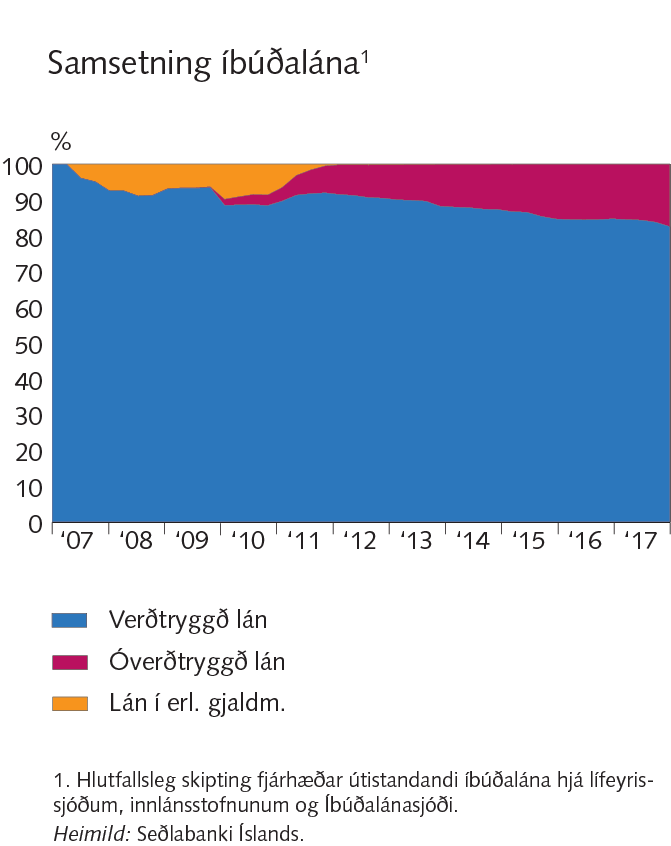 Samsetning íbúðalána¹
%
100
90
80
70
60
50
40
30
20
10
0
‘07 ‘08 ‘09 ‘10 ‘11 ‘12 ‘13 ‘14 ‘15 ‘16 ‘17
Verðtryggð lán
Óverðtryggð lán
Lán í erl. gjaldm.
1. Hlutfallsleg skipting fjárhæðar útistandandi íbúðalána hjá lífeyris-
sjóðum, innlánsstofnunum og Íbúðalánasjóði.
Heimild: Seðlabanki Íslands.